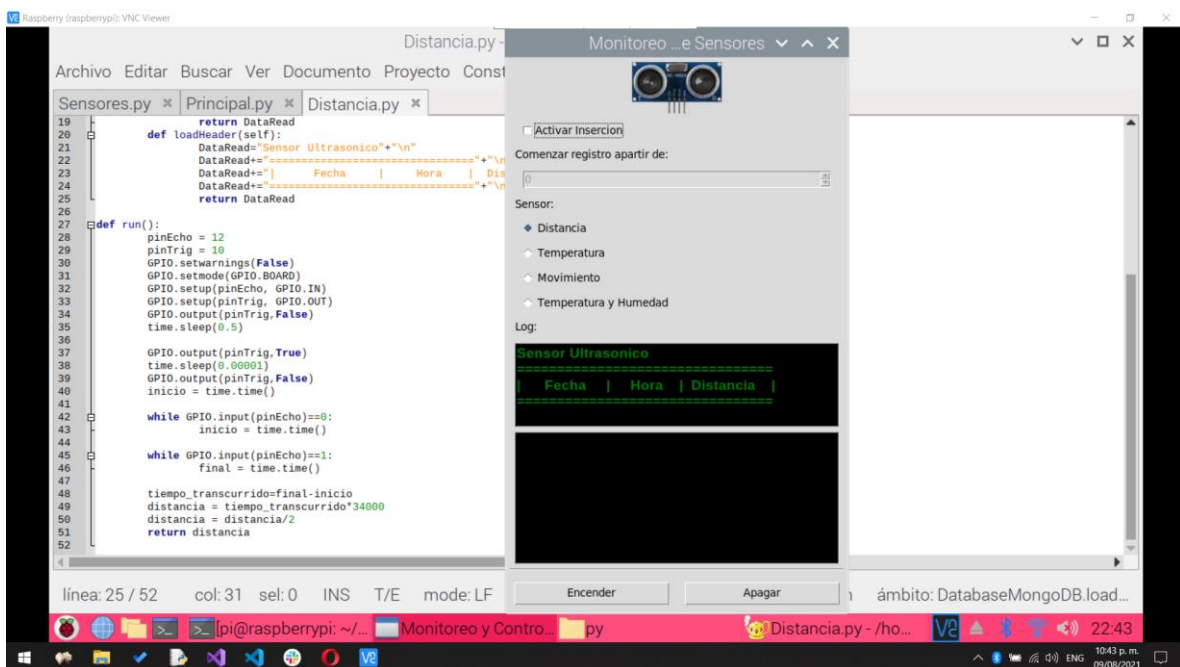 Raspberry (raspberrypi): VNC Viewer
Distancia.py -
Archivo Editar Buscar Ver Documento Proyecto Const
Sensores.py Principal.py Distancia.py
19 return DataRead
20 def loadHeader(self):
21 DataRead="Sensor Ultrasonico"+"\n"
22 DataRead+="=================================="+"\n
23 DataRead+="| Fecha | Hora | Dis
24 DataRead+="=================================="+"\n
25 return DataRead
26
27 def run():
28 pinEcho = 12
29 pinTrig = 10
30 GPIO.setwarnings(False)
31 GPIO.setmode(GPIO.BOARD)
32 GPIO.setup(pinEcho, GPIO.IN)
33 GPIO.setup(pinTrig, GPIO.OUT)
34 GPIO.output(pinTrig,False)
35 time.sleep(0.5)
36
37 GPIO.output(pinTrig,True)
38 time.sleep(0.00001)
39 GPIO.output(pinTrig,False)
40 inicio = time.time()
41
42 while GPIO.input(pinEcho)==0:
43 inicio = time.time()
44
45 while GPIO.input(pinEcho)==1:
46 final = time.time()
47
48 tiempo_transcurrido=final-inicio
49 distancia = tiempo_transcurrido*34000
50 distancia = distancia/2
51 return distancia
52
Monitoreo ...e Sensores
Activar Insercion
Comenzar registro apartir de:
0
Sensor:
Distancia
Temperatura
Movimiento
Temperatura y Humedad
Log:
Sensor Ultrasonico
==================================
| Fecha | Hora | Distancia |
==================================
Encender Apagar
línea: 25 / 52 col: 31 sel: 0 INS T/E mode: LF ámbito: DatabaseMongoDB.load...
[pi@raspberrypi: ~/... Monitoreo y Contro... py Distancia.py - /ho... 22:43
ENG 10:43 p. m.
09/08/2021